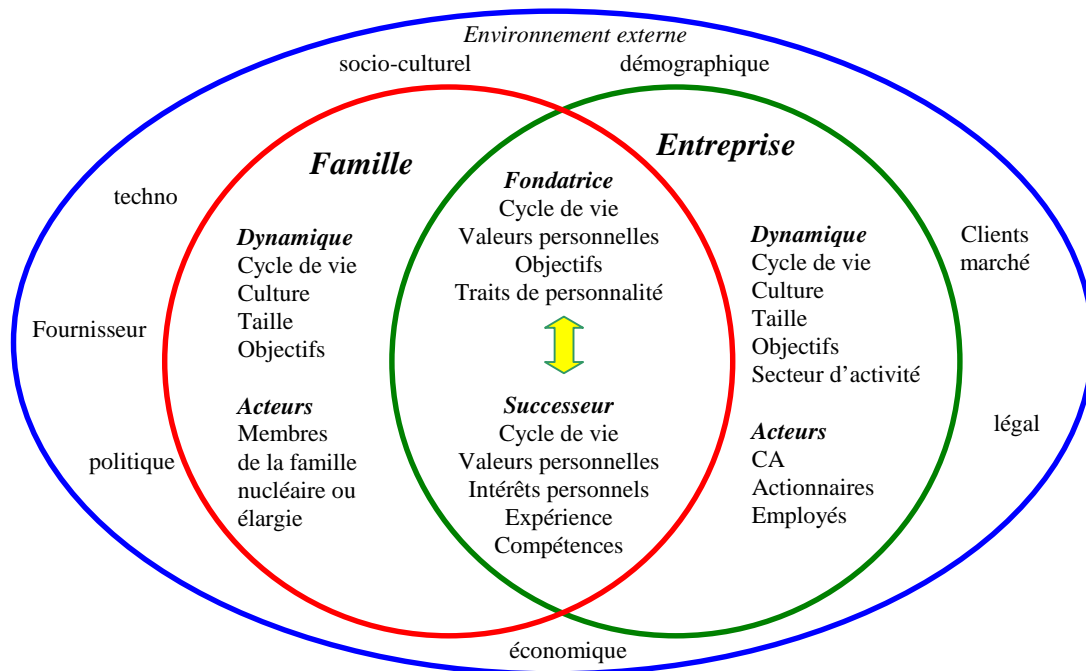 Environnement externe
socio-culturel
démographique
Famille
Entreprise
techno
Fournisseur
politique
Dynamique
Cycle de vie
Culture
Taille
Objectifs
Acteurs
Membres
de la famille
nucléaire ou
élargie
Fondatrice
Cycle de vie
Valeurs personnelles
Objectifs
Traits de personnalité
Successeur
Cycle de vie
Valeurs personnelles
Intérêts personnels
Expérience
Compétences
Dynamique
Cycle de vie
Culture
Taille
Objectifs
Secteur d’activité
Acteurs
CA
Actionnaires
Employés
Clients
marché
légal
économique